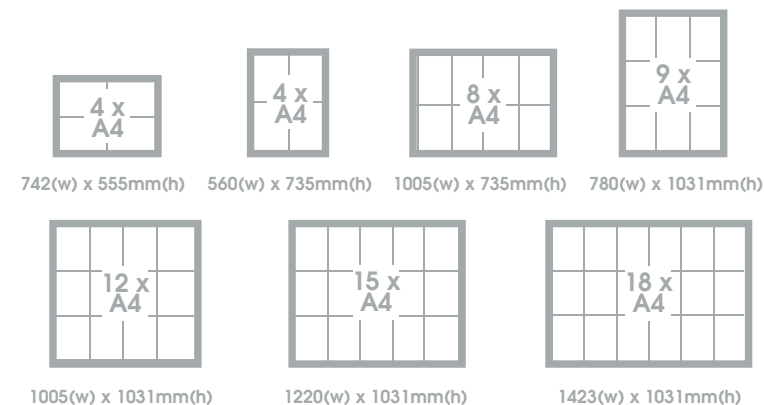 4 x
A4
742(w) x 555mm(h)
4 x
A4
560(w) x 735mm(h)
8 x
A4
1005(w) x 735mm(h)
9 x
A4
780(w) x 1031mm(h)
12 x
A4
1005(w) x 1031mm(h)
15 x
A4
1220(w) x 1031mm(h)
18 x
A4
1423(w) x 1031mm(h)